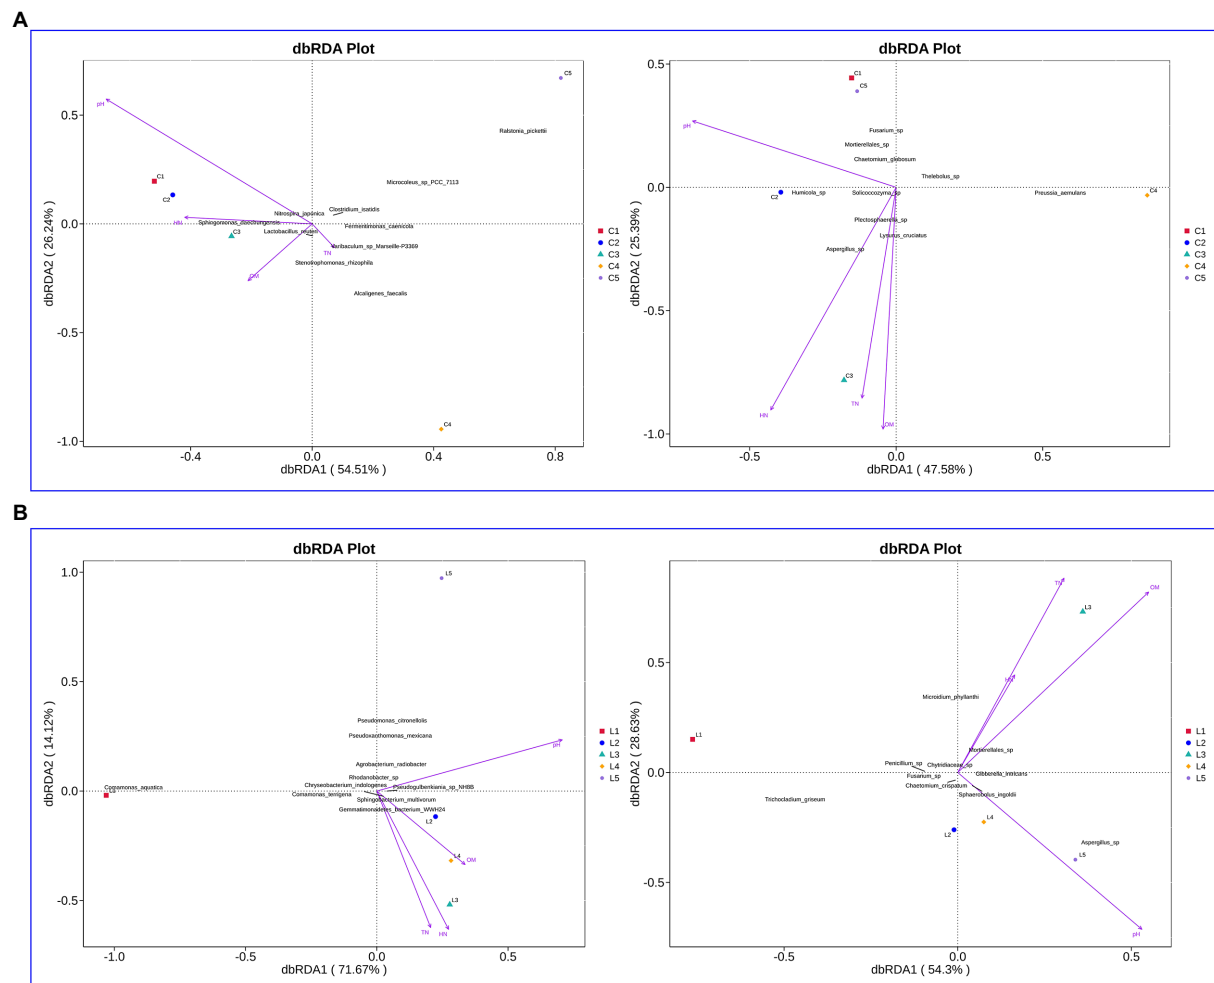 A
dbRDA Plot
C5
0.5
pH
Ralstonia_pickettii
C1
Microcoleus_sp_PCC_7113
C2
Nitrospira_japonica
Clostridium_isatidis
0.0
HN
C3
Fermentimonas_caenicola
Lactobacillus_reuteri
Varibaculum_sp_Marseille-P3369
TN
Stenotrophomonas_rhizophila
OM
Alcaligenes_faecalis
-0.5
C4
-1.0
-0.4
0.0
0.4
0.8
dbRDA1 ( 54.51% )
dbRDA2 ( 26.24% )
C1
C2
C3
C4
C5
dbRDA Plot
0.5
C1
C5
pH
Fusarium_sp
Mortierellales_sp
Chaetomium_globosum
Thelebolus_sp
0.0
C2
Humicola_sp
Solicoccozyma_sp
Preussia_aemulans
C4
Plectosphaerella_sp
Lysurus_cruciatus
Aspergillus_sp
-0.5
C3
TN
HN
OM
-1.0
-0.5
0.0
0.5
dbRDA1 ( 47.58% )
dbRDA2 ( 25.39% )
C1
C2
C3
C4
C5
B
dbRDA Plot
1.0
L5
0.5
Pseudomonas_citronellolis
Pseudoxanthomonas_mexicana
pH
Agrobacterium_radiobacter
Rhodanobacter_sp
Comamonas_aquatica
Chryseobacterium_indologenes
Pseudogulbenkiania_sp_NH8B
0.0
L1
Comamonas_terrigena
Sphingobacterium_multivorum
Gemmatimonadetes_bacterium_WWH24
L2
L4
OM
L3
-0.5
TN
HN
-1.0
-0.5
0.0
0.5
dbRDA1 ( 71.67% )
dbRDA2 ( 14.12% )
L1
L2
L3
L4
L5
dbRDA Plot
TN
OM
L3
0.5
HN
Microidium_phyllanthi
L1
Mortierellales_sp
Penicillium_sp
Chytridiaceae_sp
0.0
Fusarium_sp
Gibberella_intricans
Chaetomium_crispatum
Sphaerobolus_ingoldii
Trichocladium_griseum
L4
L2
Aspergillus_sp
L5
-0.5
pH
-0.5
0.0
0.5
dbRDA1 ( 54.3% )
dbRDA2 ( 28.63% )
L1
L2
L3
L4
L5